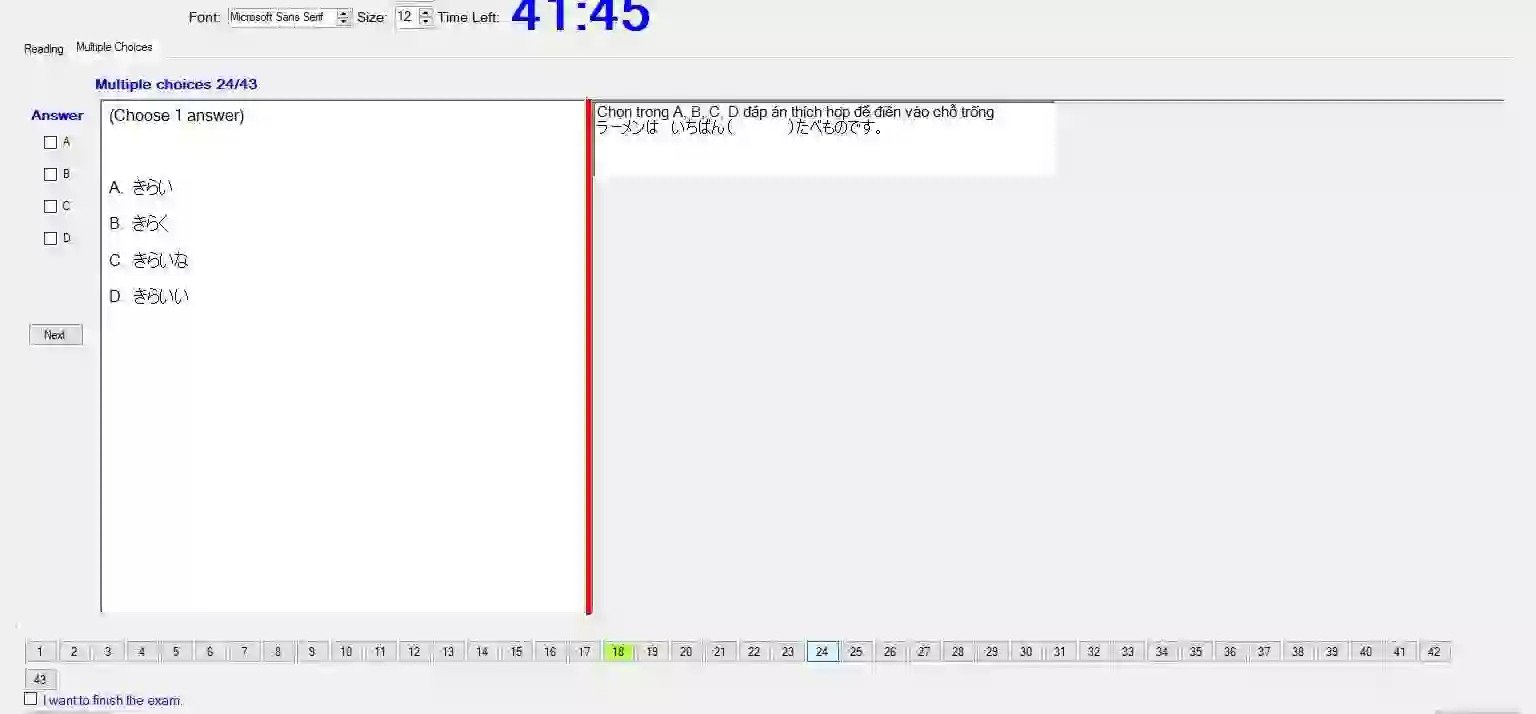 Font: Microsoft Sans Serif Size: 12 Time Left: 41:45
Reading Multiple Choices
Multiple choices 24/43
Answer
A
B
C
D
Next
(Choose 1 answer)
A. きらい
B. きらく
C. きらいな
D. きらいい
Chọn trong A, B, C, D đáp án thích hợp để điền vào chỗ trống
ラーメンは いちばん( )たべものです。
1 2 3 4 5 6 7 8 9 10 11 12 13 14 15 16 17 18 19 20 21 22 23 24 25 26 27 28 29 30 31 32 33 34 35 36 37 38 39 40 41 42
43
I want to finish the exam.